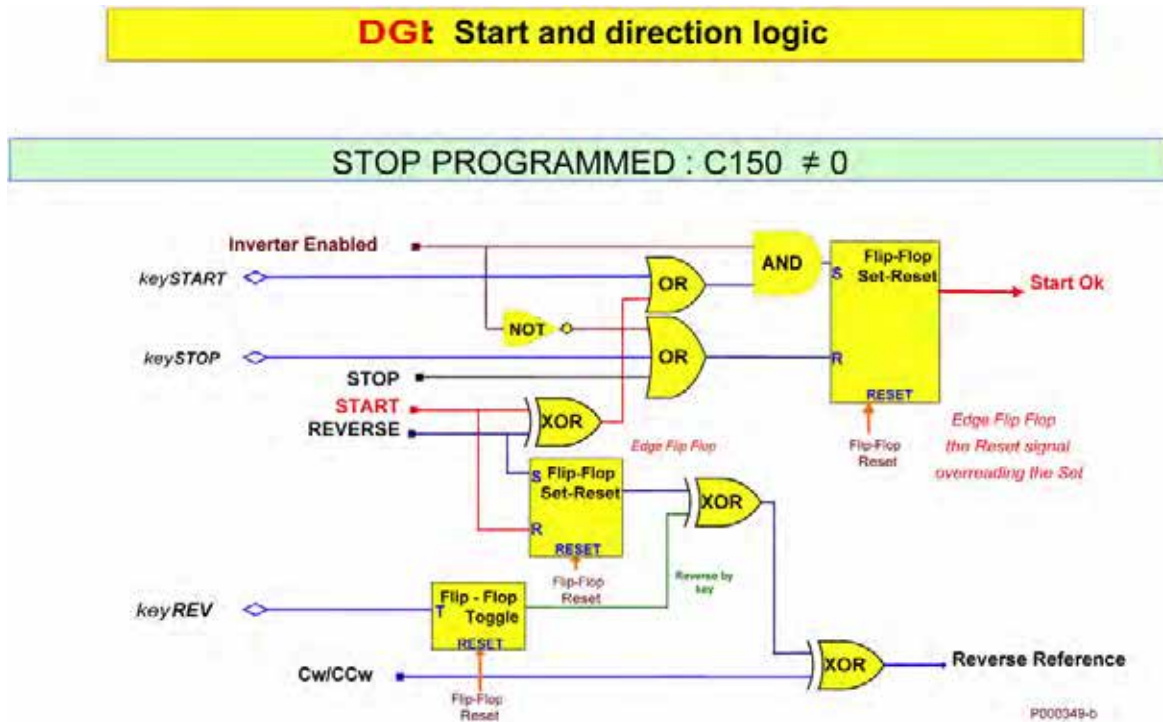 DGI: Start and direction logic
STOP PROGRAMMED : C150 ≠ 0
Inverter Enabled
keySTART
OR
AND
S
Flip-Flop
Set-Reset
Start Ok
NOT
keySTOP
OR
R
STOP
START
REVERSE
XOR
RESET
Flip-Flop
Reset
Edge Flip Flop
the Reset signal
overreading the Set
Edge Flip Flop
S
Flip-Flop
Set-Reset
R
RESET
Flip-Flop
Reset
XOR
Reverse by
key
keyREV
T
Flip - Flop
Toggle
RESET
Flip-Flop
Reset
Cw/CCw
XOR
Reverse Reference
P000349-b